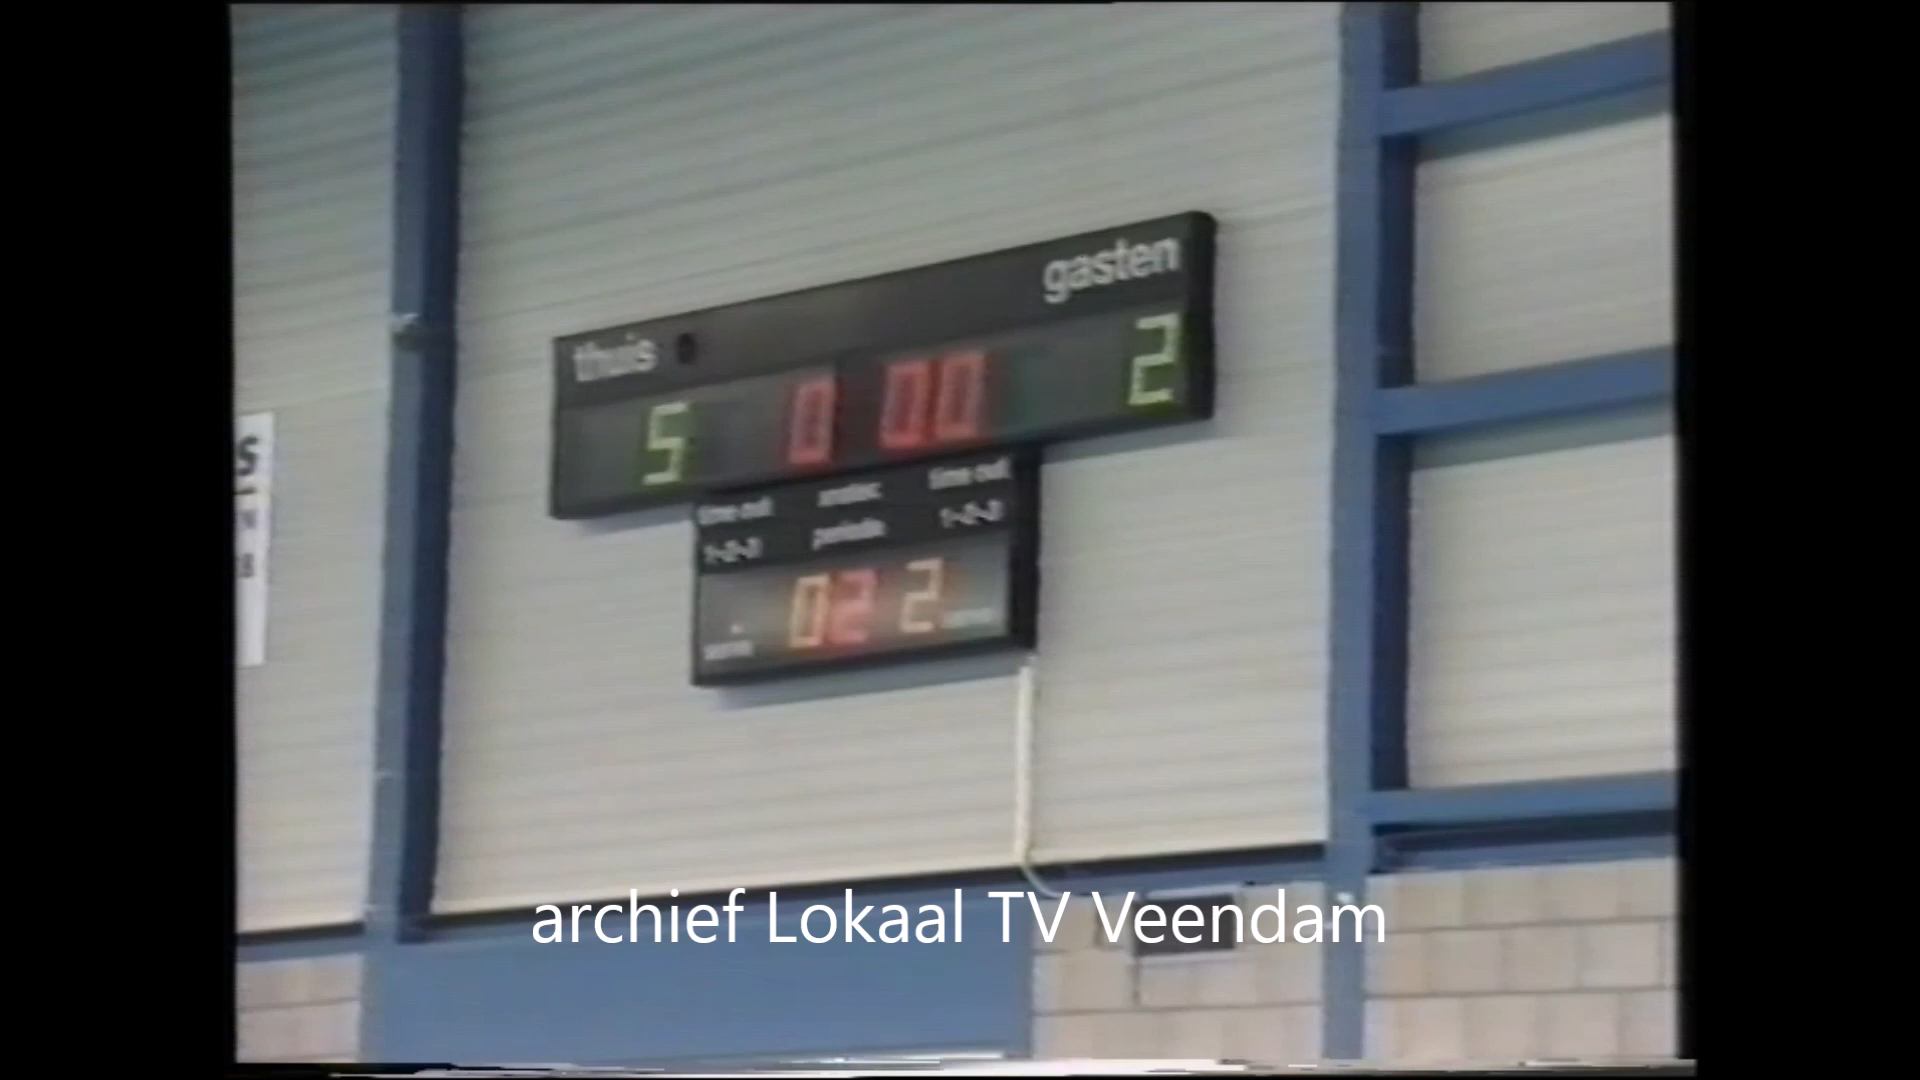 thuis
gasten
5 0 00 2
time out time out
periode
1-2-3 1-2-3
02 2
archief Lokaal TV Veendam